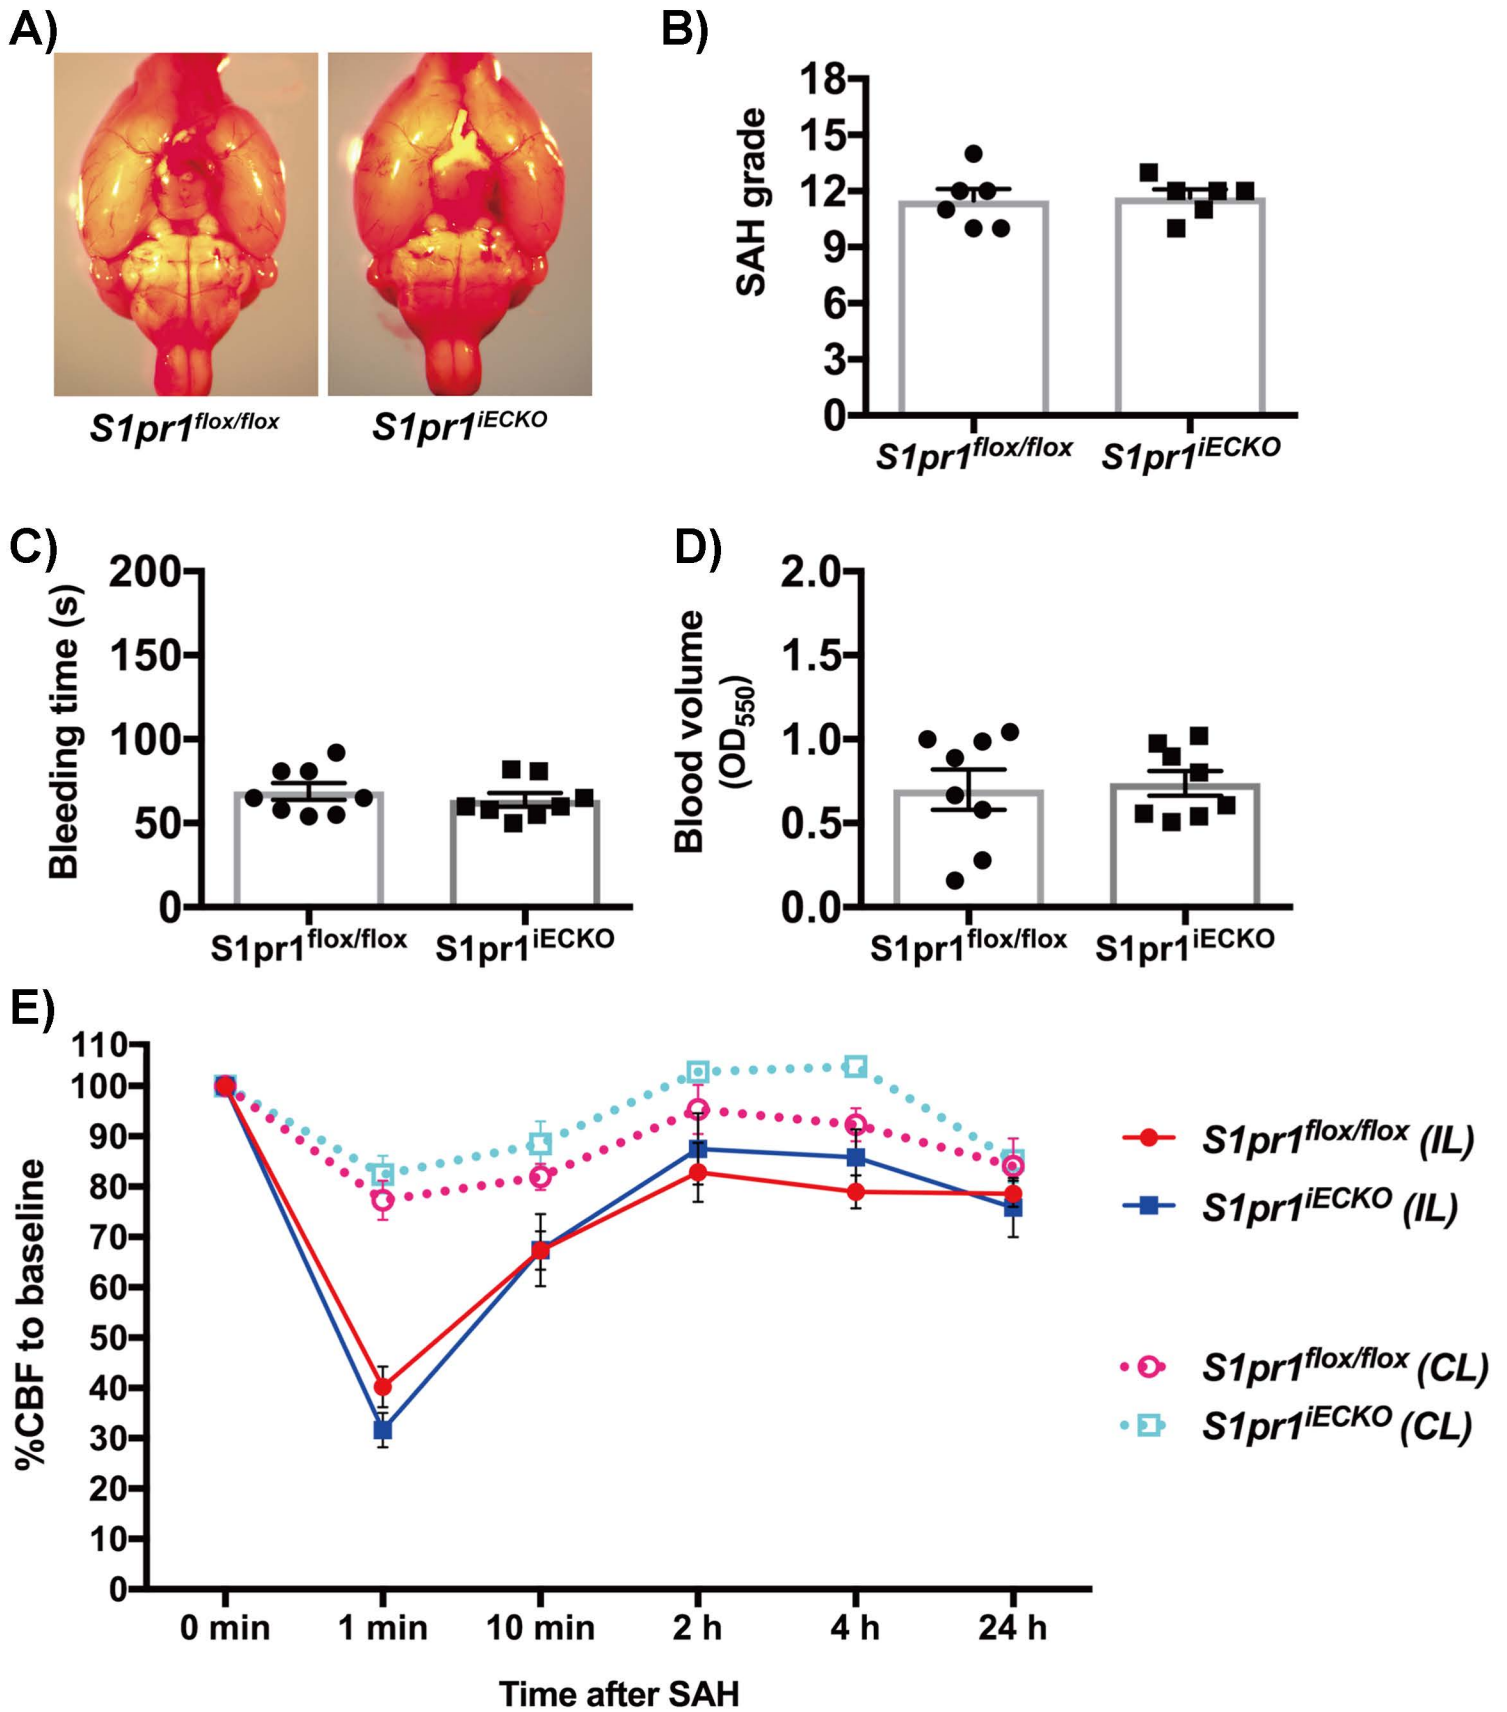 A)
S1pr1flox/flox
S1pr1iECKO
B)
SAH grade
18
15
12
9
6
3
0
S1pr1flox/flox
S1pr1iECKO
C)
Bleeding time (s)
200
150
100
50
0
S1pr1flox/flox
S1pr1iECKO
D)
Blood volume
(OD550)
2.0
1.5
1.0
0.5
0.0
S1pr1flox/flox
S1pr1iECKO
E)
%CBF to baseline
110
100
90
80
70
60
50
40
30
20
10
0
0 min
1 min
10 min
2 h
4 h
24 h
Time after SAH
S1pr1flox/flox (IL)
S1pr1iECKO (IL)
S1pr1flox/flox (CL)
S1pr1iECKO (CL)